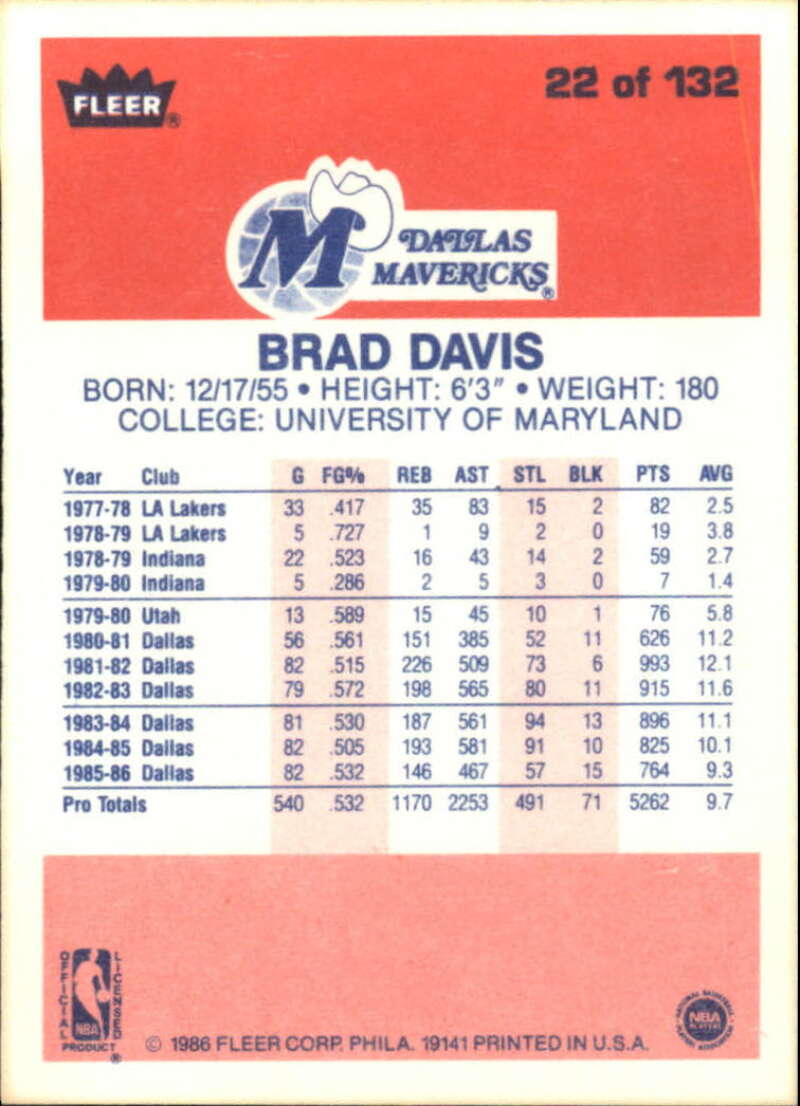 FLEER®
22 of 132
M
DALLAS
MAVERICKS®
BRAD DAVIS
BORN: 12/17/55 • HEIGHT: 6'3" • WEIGHT: 180
COLLEGE: UNIVERSITY OF MARYLAND
Year Club G FG% REB AST STL BLK PTS AVG
1977-78 LA Lakers 33 .417 35 83 15 2 82 2.5
1978-79 LA Lakers 5 .727 1 9 2 0 19 3.8
1978-79 Indiana 22 .523 16 43 14 2 59 2.7
1979-80 Indiana 5 .286 2 5 3 0 7 1.4
1979-80 Utah 13 .589 15 45 10 1 76 5.8
1980-81 Dallas 56 .561 151 385 52 11 626 11.2
1981-82 Dallas 82 .515 226 509 73 6 993 12.1
1982-83 Dallas 79 .572 198 565 80 11 915 11.6
1983-84 Dallas 81 .530 187 561 94 13 896 11.1
1984-85 Dallas 82 .505 193 581 91 10 825 10.1
1985-86 Dallas 82 .532 146 467 57 15 764 9.3
Pro Totals 540 .532 1170 2253 491 71 5262 9.7
OFFICIAL
LICENSED
NBA
PRODUCT®
© 1986 FLEER CORP. PHILA. 19141 PRINTED IN U.S.A.
NATIONAL BASKETBALL
NBA
PLAYERS
PLAYERS ASSOCIATION